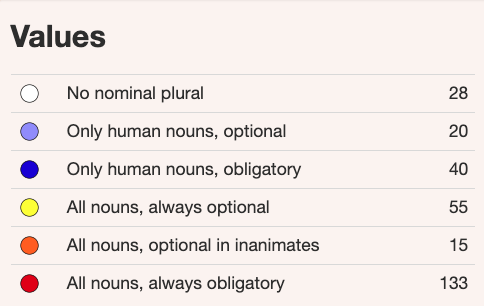 Values
No nominal plural 28
Only human nouns, optional 20
Only human nouns, obligatory 40
All nouns, always optional 55
All nouns, optional in inanimates 15
All nouns, always obligatory 133